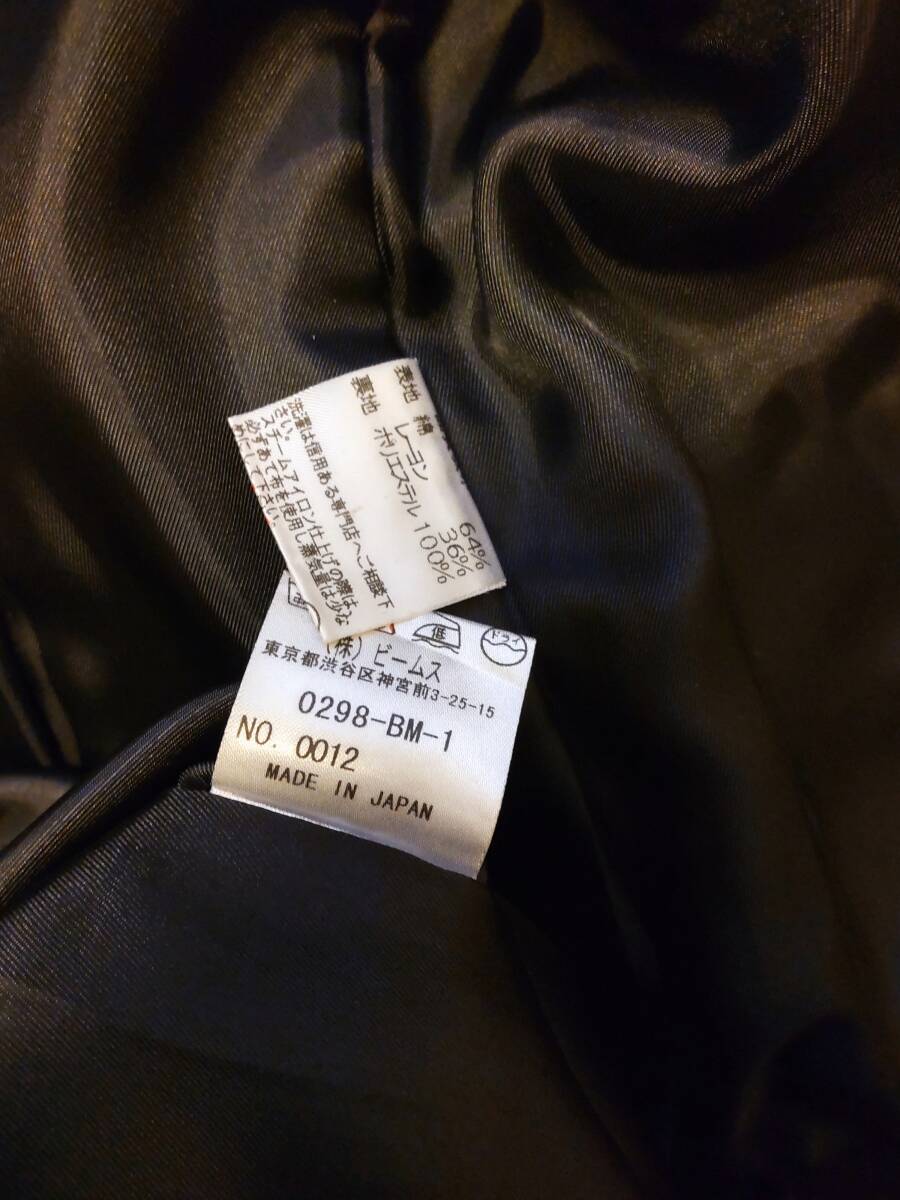 表地 綿 64%
レーヨン 36%
裏地 ポリエステル 100%
洗濯は信用ある専門店へご相談下
さい。
スチームアイロン仕上げの際は、
必ずあて布を使用し蒸気量は少な
めにして下さい。
低 ドライ
(株) ビームス
東京都渋谷区神宮前3-25-15
0298-BM-1
NO. 0012
MADE IN JAPAN